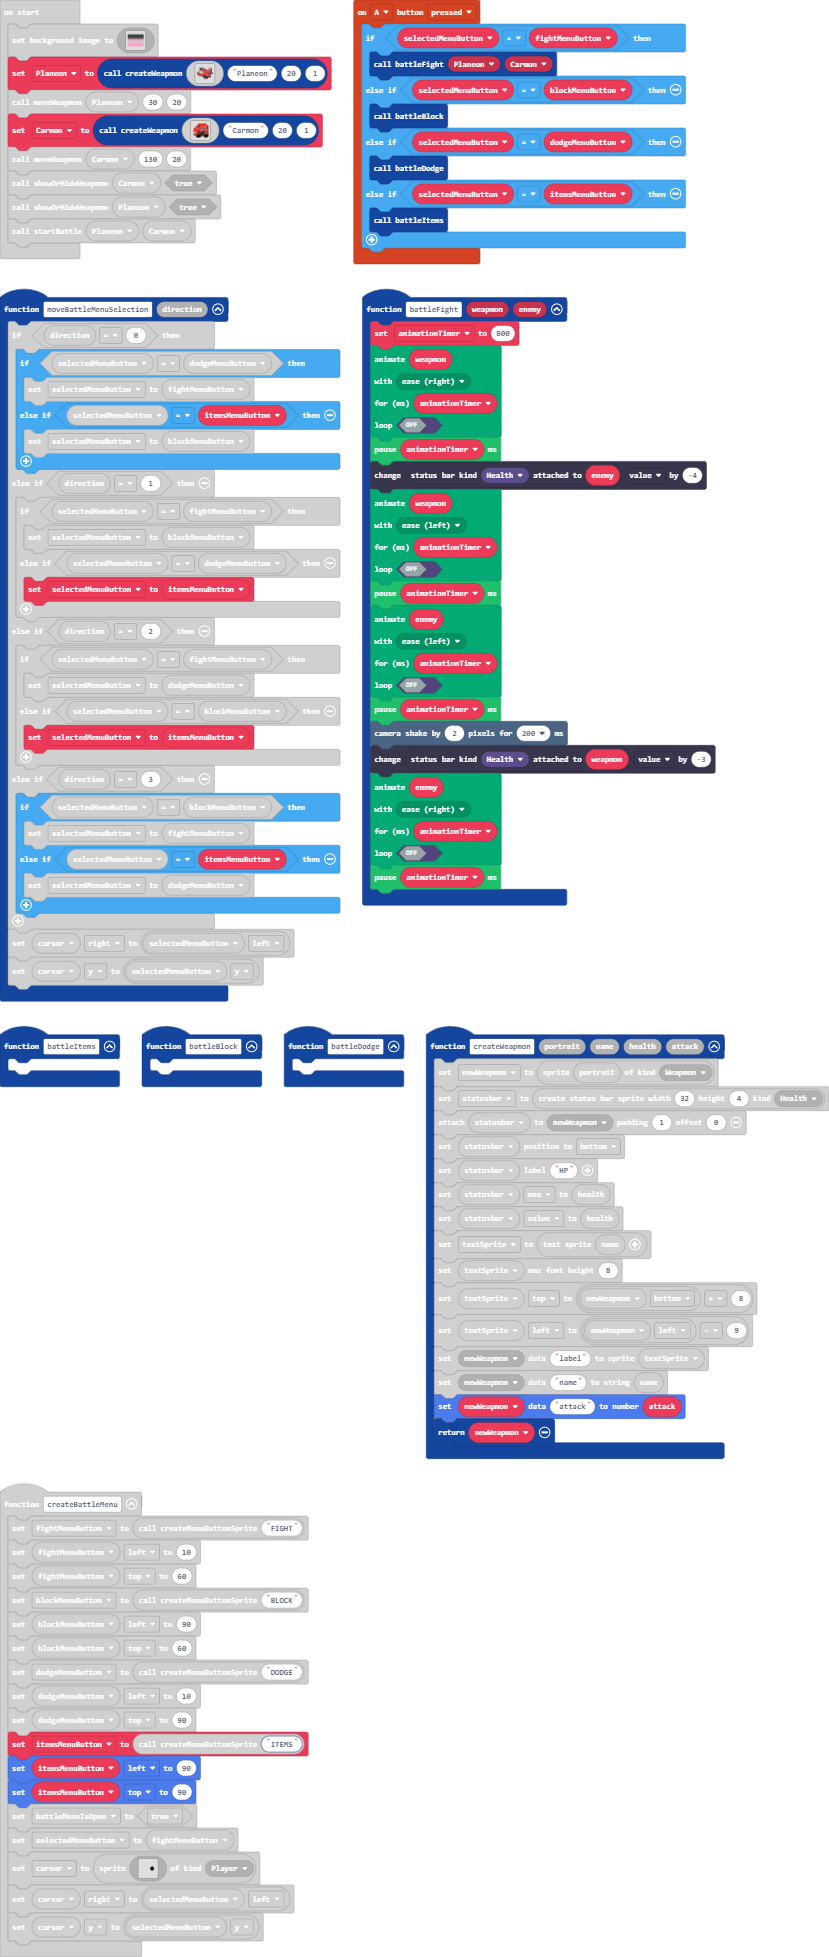 on start
set background image to
set Planeon to call createWeapmon "Planeon" 20 1
call moveWeapmon Planeon 30 20
set Carmon to call createWeapmon "Carmon" 20 1
call moveWeapmon Carmon 130 20
call showOrHideWeapmon Carmon true
call showOrHideWeapmon Planeon true
call startBattle Planeon Carmon
on A button pressed
if selectedMenuButton = fightMenuButton then
call battleFight Planeon Carmon
else if selectedMenuButton = blockMenuButton then
call battleBlock
else if selectedMenuButton = dodgeMenuButton then
call battleDodge
else if selectedMenuButton = itemsMenuButton then
call battleItems
function moveBattleMenuSelection direction
if direction = 0 then
if selectedMenuButton = dodgeMenuButton then
set selectedMenuButton to fightMenuButton
else if selectedMenuButton = itemsMenuButton then
set selectedMenuButton to blockMenuButton
else if direction = 1 then
if selectedMenuButton = fightMenuButton then
set selectedMenuButton to blockMenuButton
else if selectedMenuButton = dodgeMenuButton then
set selectedMenuButton to itemsMenuButton
else if direction = 2 then
if selectedMenuButton = fightMenuButton then
set selectedMenuButton to dodgeMenuButton
else if selectedMenuButton = blockMenuButton then
set selectedMenuButton to itemsMenuButton
else if direction = 3 then
if selectedMenuButton = blockMenuButton then
set selectedMenuButton to fightMenuButton
else if selectedMenuButton = itemsMenuButton then
set selectedMenuButton to dodgeMenuButton
set cursor right to selectedMenuButton left
set cursor y to selectedMenuButton y
function battleFight weapmon enemy
set animationTimer to 800
animate weapmon
with ease (right)
for (ms) animationTimer
loop OFF
pause animationTimer ms
change status bar kind Health attached to enemy value by -4
animate weapmon
with ease (left)
for (ms) animationTimer
loop OFF
pause animationTimer ms
animate enemy
with ease (left)
for (ms) animationTimer
loop OFF
pause animationTimer ms
camera shake by 2 pixels for 200 ms
change status bar kind Health attached to weapmon value by -3
animate enemy
with ease (right)
for (ms) animationTimer
loop OFF
pause animationTimer ms
function battleItems
function battleBlock
function battleDodge
function createWeapmon portrait name health attack
set newWeapmon to sprite portrait of kind Weapmon
set statusbar to create status bar sprite width 32 height 4 kind Health
attach statusbar to newWeapmon padding 1 offset 0
set statusbar position to bottom
set statusbar label "HP"
set statusbar max to health
set statusbar value to health
set textSprite to text sprite name
set textSprite max font height 8
set textSprite top to newWeapmon bottom + 8
set textSprite left to newWeapmon left - 9
set newWeapmon data "label" to sprite textSprite
set newWeapmon data "name" to string name
set newWeapmon data "attack" to number attack
return newWeapmon
function createBattleMenu
set fightMenuButton to call createMenuButtonSprite "FIGHT"
set fightMenuButton left to 10
set fightMenuButton top to 60
set blockMenuButton to call createMenuButtonSprite "BLOCK"
set blockMenuButton left to 90
set blockMenuButton top to 60
set dodgeMenuButton to call createMenuButtonSprite "DODGE"
set dodgeMenuButton left to 10
set dodgeMenuButton top to 90
set itemsMenuButton to call createMenuButtonSprite "ITEMS"
set itemsMenuButton left to 90
set itemsMenuButton top to 90
set battleMenuIsOpen to true
set selectedMenuButton to fightMenuButton
set cursor to sprite of kind Player
set cursor right to selectedMenuButton left
set cursor y to selectedMenuButton y